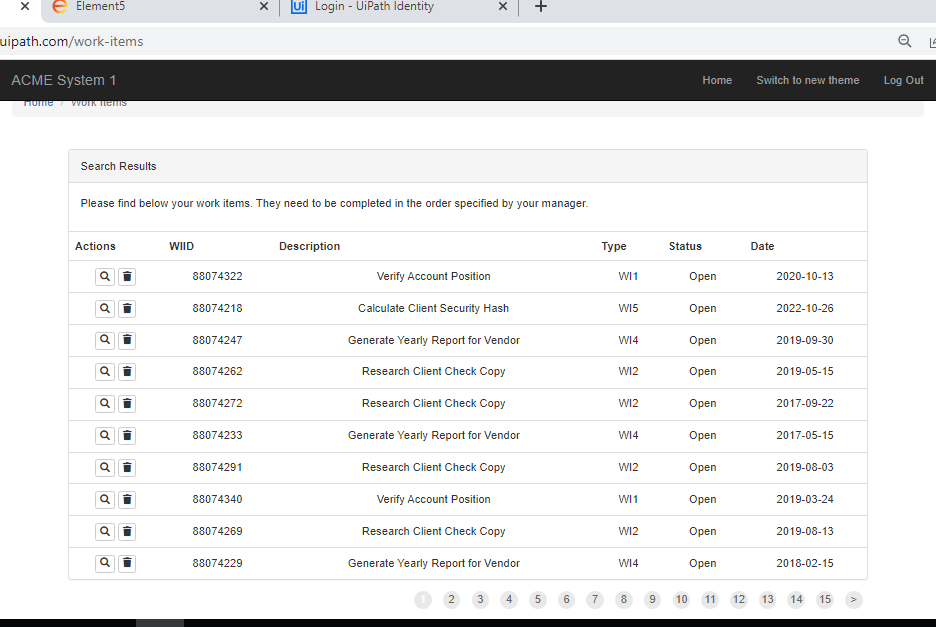 Element5
Login - UiPath Identity
uipath.com/work-items
ACME System 1 Home Switch to new theme Log Out
Home / Work Items
Search Results
Please find below your work items. They need to be completed in the order specified by your manager.
Actions WIID Description Type Status Date
88074322 Verify Account Position WI1 Open 2020-10-13
88074218 Calculate Client Security Hash WI5 Open 2022-10-26
88074247 Generate Yearly Report for Vendor WI4 Open 2019-09-30
88074262 Research Client Check Copy WI2 Open 2019-05-15
88074272 Research Client Check Copy WI2 Open 2017-09-22
88074233 Generate Yearly Report for Vendor WI4 Open 2017-05-15
88074291 Research Client Check Copy WI2 Open 2019-08-03
88074340 Verify Account Position WI1 Open 2019-03-24
88074269 Research Client Check Copy WI2 Open 2019-08-13
88074229 Generate Yearly Report for Vendor WI4 Open 2018-02-15
1 2 3 4 5 6 7 8 9 10 11 12 13 14 15 >